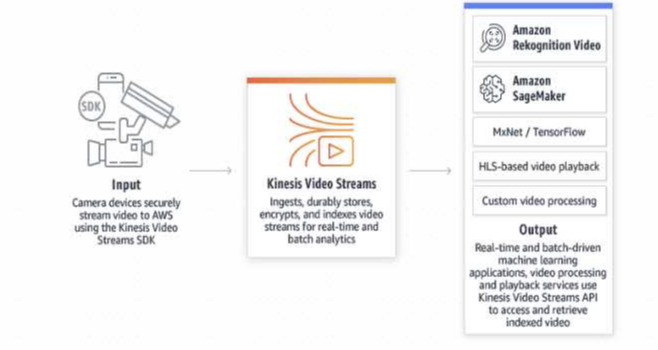 SDK
Input
Camera devices securely
stream video to AWS
using the Kinesis Video
Streams SDK
Kinesis Video Streams
Ingests, durably stores,
encrypts, and indexes video
streams for real-time and
batch analytics
Amazon
Rekognition Video
Amazon
SageMaker
MxNet / TensorFlow
HLS-based video playback
Custom video processing
Output
Real-time and batch-driven
machine learning
applications, video processing
and playback services use
Kinesis Video Streams API
to access and retrieve
indexed video